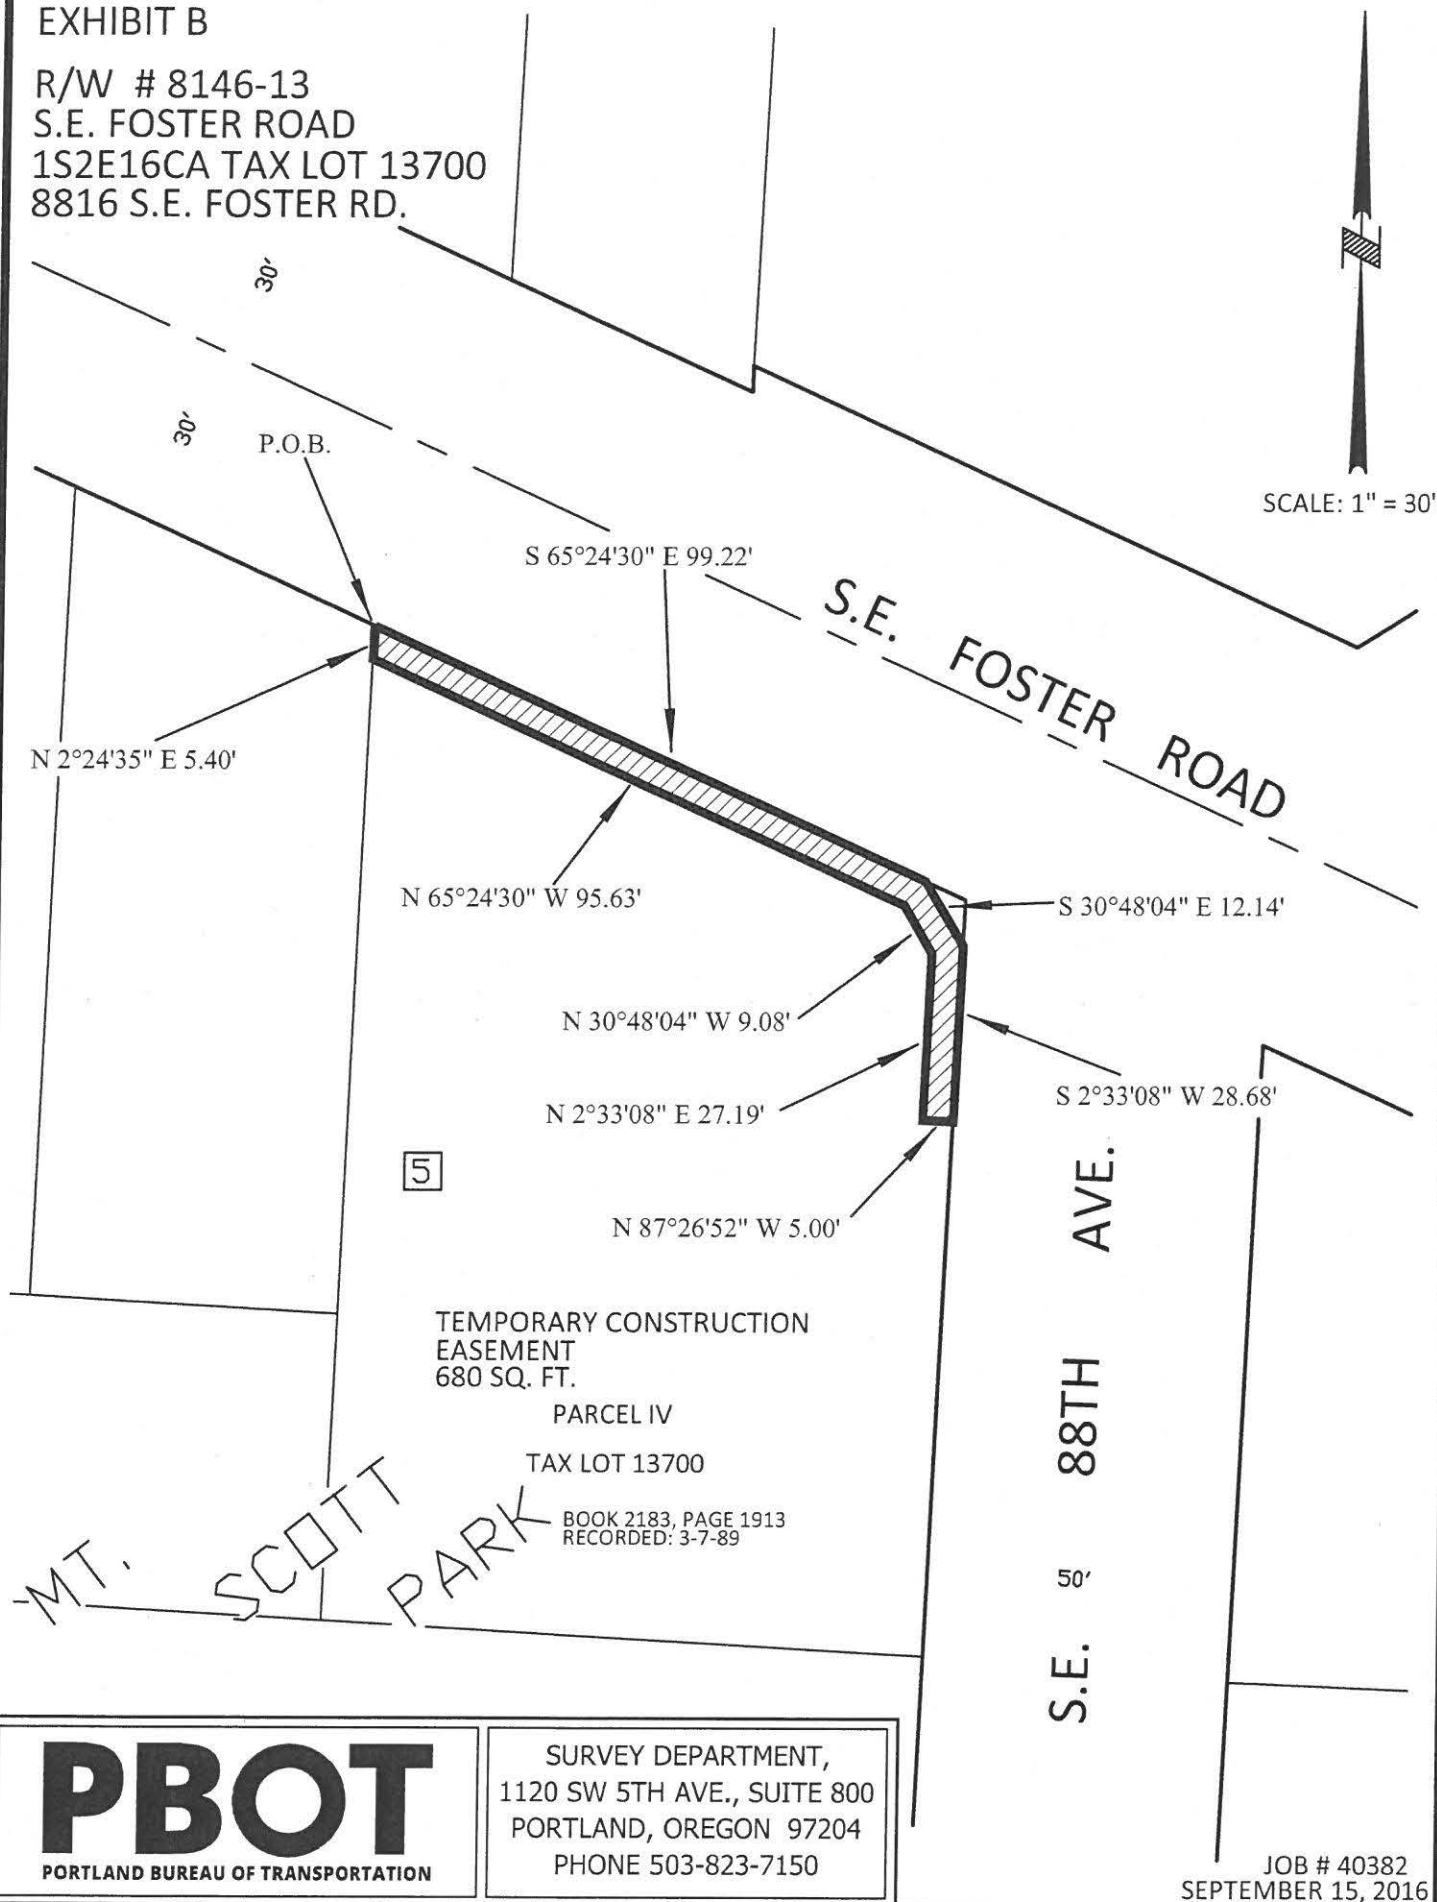 EXHIBIT B
R/W # 8146-13
S.E. FOSTER ROAD
1S2E16CA TAX LOT 13700
8816 S.E. FOSTER RD.
30'
30'
P.O.B.
SCALE: 1" = 30'
S 65°24'30" E 99.22'
S.E. FOSTER ROAD
N 2°24'35" E 5.40'
N 65°24'30" W 95.63'
S 30°48'04" E 12.14'
N 30°48'04" W 9.08'
S 2°33'08" W 28.68'
N 2°33'08" E 27.19'
5
N 87°26'52" W 5.00'
S.E. 88TH AVE.
50'
TEMPORARY CONSTRUCTION
EASEMENT
680 SQ. FT.
PARCEL IV
TAX LOT 13700
BOOK 2183, PAGE 1913
RECORDED: 3-7-89
MT. SCOTT PARK
PBOT
PORTLAND BUREAU OF TRANSPORTATION
SURVEY DEPARTMENT,
1120 SW 5TH AVE., SUITE 800
PORTLAND, OREGON 97204
PHONE 503-823-7150
JOB # 40382
SEPTEMBER 15, 2016